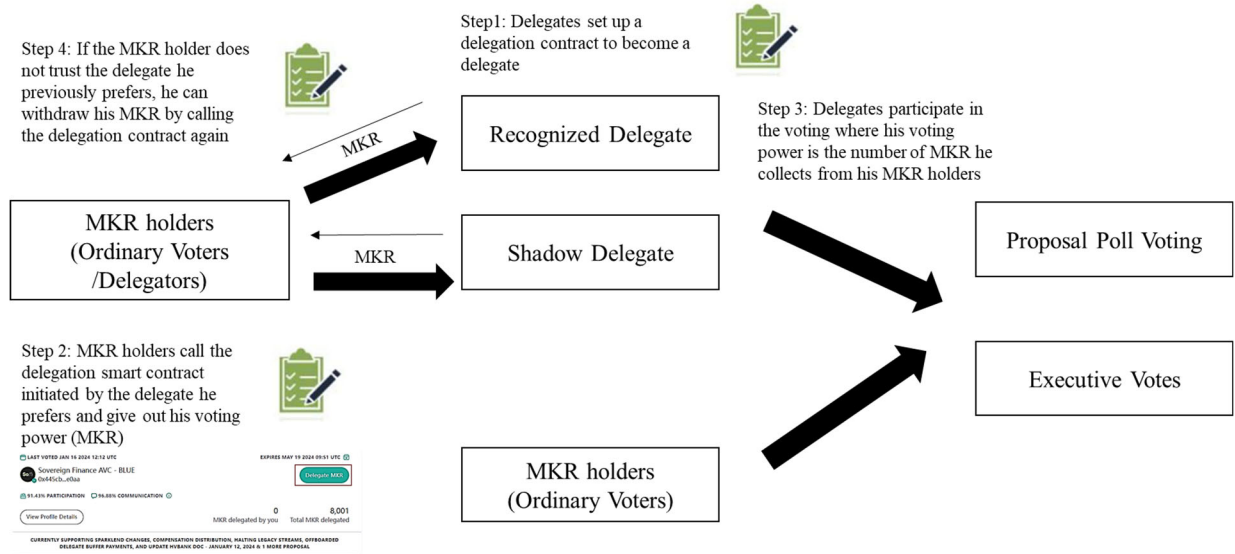 Step 4: If the MKR holder does
not trust the delegate he
previously prefers, he can
withdraw his MKR by calling
the delegation contract again
Step1: Delegates set up a
delegation contract to become a
delegate
Recognized Delegate
MKR
Step 3: Delegates participate in
the voting where his voting
power is the number of MKR he
collects from his MKR holders
MKR holders
(Ordinary Voters
/Delegators)
MKR
Shadow Delegate
Proposal Poll Voting
Executive Votes
Step 2: MKR holders call the
delegation smart contract
initiated by the delegate he
prefers and give out his voting
power (MKR)
MKR holders
(Ordinary Voters)
LAST VOTED JAN 16 2024 12:12 UTC
EXPIRES MAY 19 2024 09:51 UTC
Sovereign Finance AVC - BLUE
0x445cb...e0aa
Delegate MKR
91.43% PARTICIPATION 96.88% COMMUNICATION
View Profile Details
0
MKR delegated by you
8,001
Total MKR delegated
CURRENTLY SUPPORTING SPARKLEND CHANGES, COMPENSATION DISTRIBUTION, HALTING LEGACY STREAMS, OFFBOARDED
DELEGATE BUFFER PAYMENTS, AND UPDATE HVBANK DOC - JANUARY 12, 2024 & 1 MORE PROPOSAL